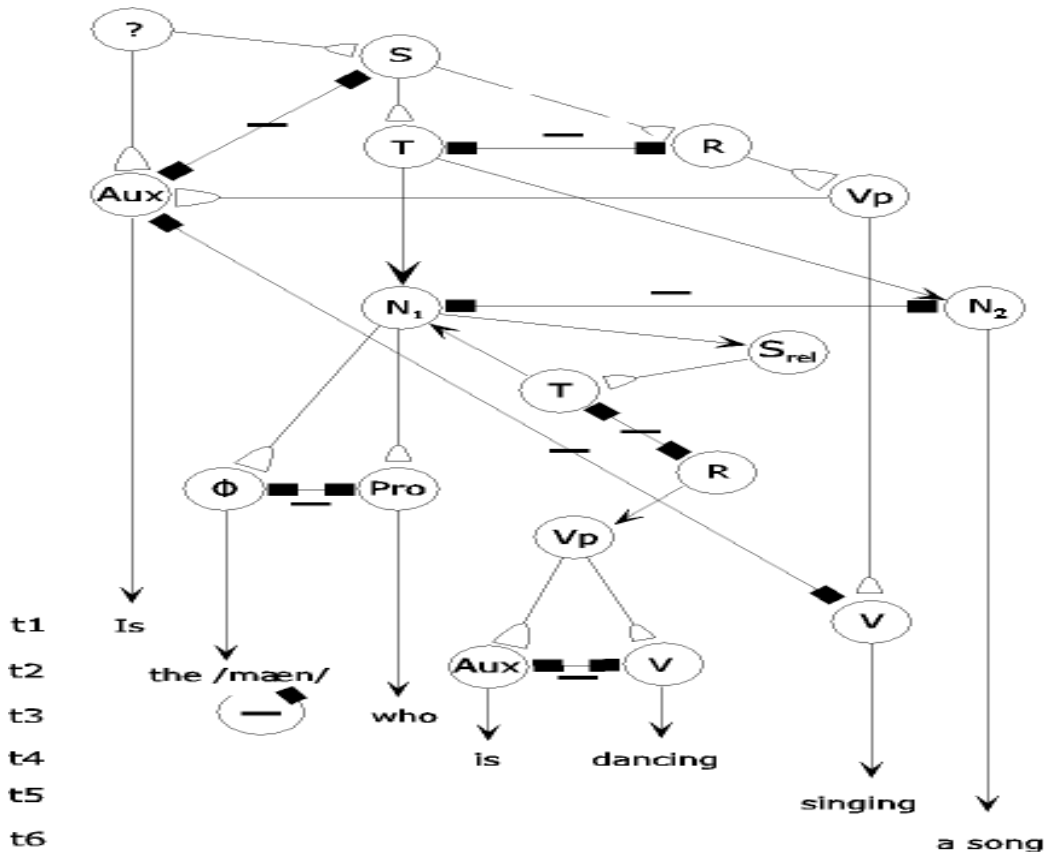 ?
S
T
R
Aux
Vp
N₁
N₂
Sᵣₑₗ
T
R
Φ
Pro
Vp
t1 Is
V
t2 the /mæn/
Aux
V
t3 who
t4 is dancing
t5 singing
t6 a song